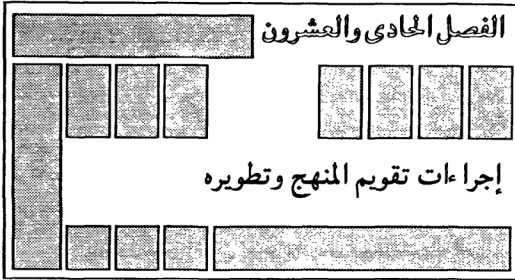 الفصل الحادى والعشرون
إجراءات تقويم المنهج وتطويره